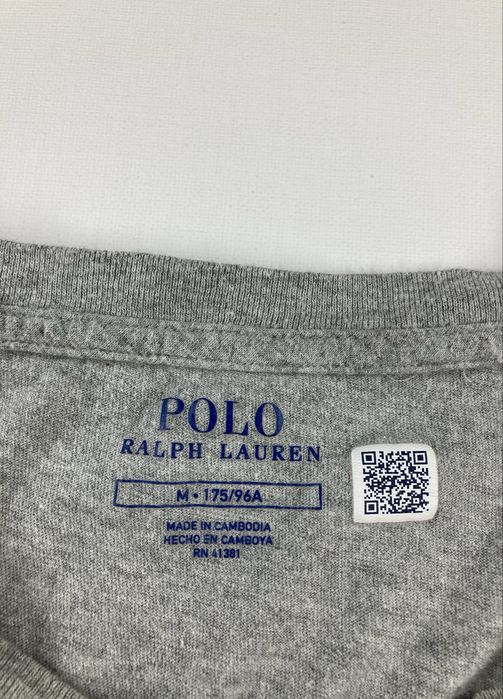 POLO
RALPH LAUREN
M • 175/96A
MADE IN CAMBODIA
HECHO EN CAMBOYA
RN 41381